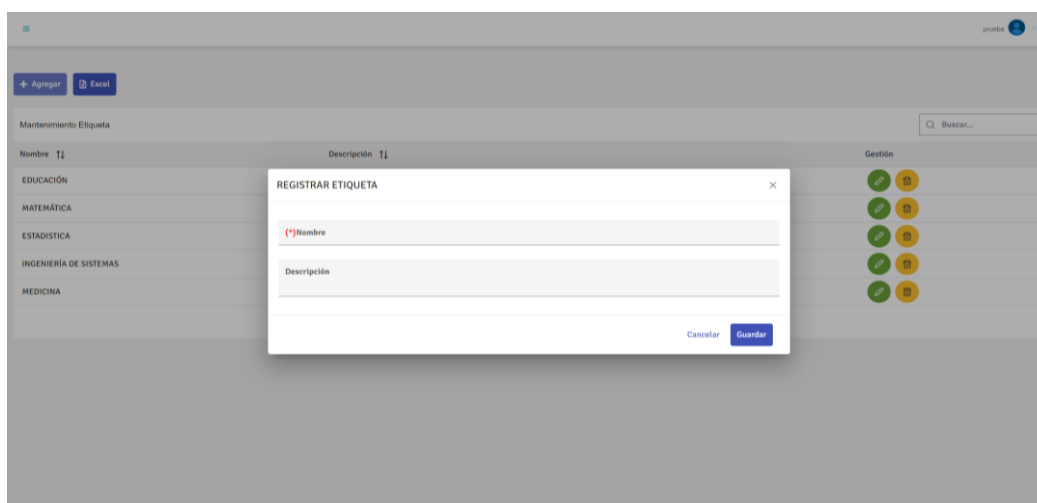 prueba
+ Agregar Excel
Mantenimiento Etiqueta Buscar...
Nombre Descripción Gestión
EDUCACIÓN
MATEMÁTICA
ESTADISTICA
INGENIERÍA DE SISTEMAS
MEDICINA
REGISTRAR ETIQUETA
(*)Nombre
Descripción
Cancelar Guardar